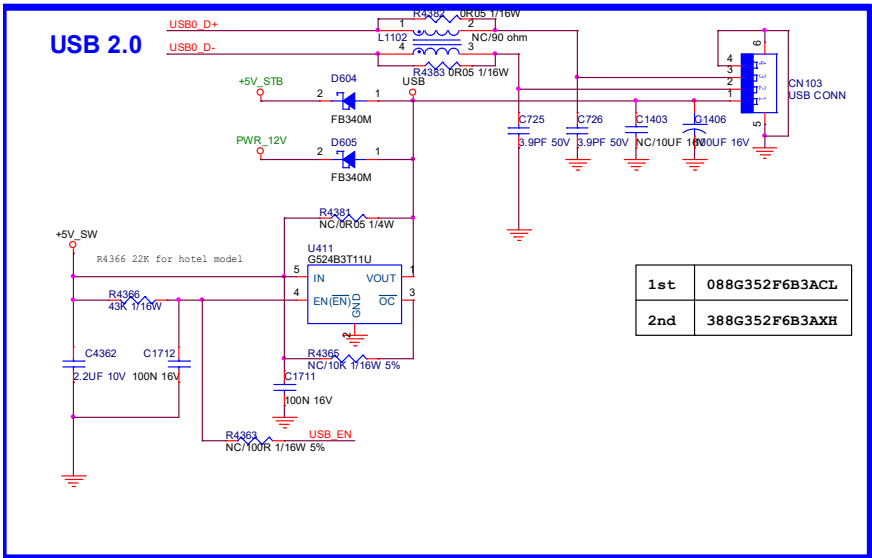 USB 2.0
USB0_D+
USB0_D-
R4382 0R05 1/16W
1 2
L1102 NC/90 ohm
4 3
R4383 0R05 1/16W
+5V_STB
D604
2 1
FB340M
USB
PWR_12V
D605
2 1
FB340M
6
4 4
3 3
2 2
1 1
5
CN103
USB CONN
C725
3.9PF 50V
C726
3.9PF 50V
C1403
NC/10UF 16V
C1406
100UF 16V
R4381
NC/0R05 1/4W
+5V_SW
R4366 22K for hotel model
U411
G524B3T11U
5 IN VOUT 1
4 EN(EN) OC 3
GND
2
R4366
43K 1/16W
C4362
2.2UF 10V
C1712
100N 16V
R4365
NC/10K 1/16W 5%
C1711
100N 16V
R4363
NC/100R 1/16W 5%
USB_EN
1st 088G352F6B3ACL
2nd 388G352F6B3AXH